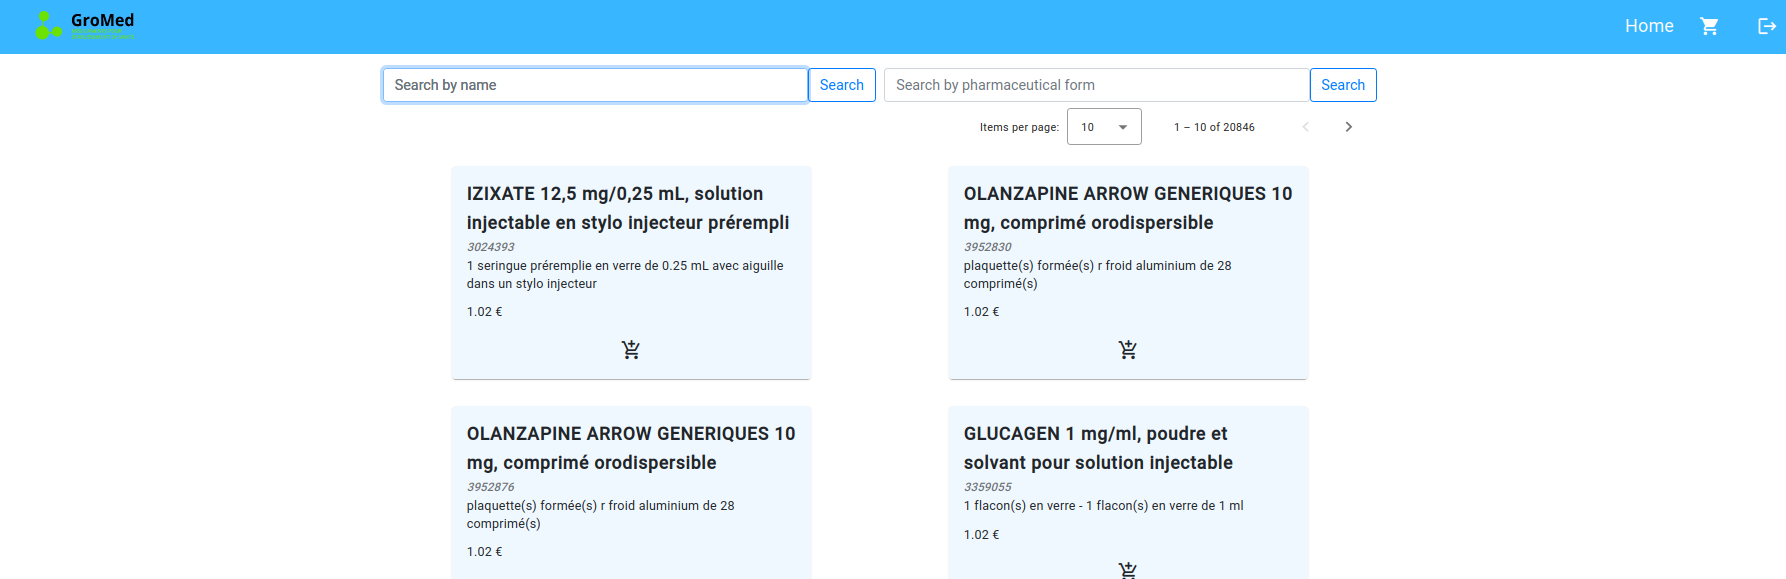 GroMed
Home
Search by name
Search
Search by pharmaceutical form
Search
Items per page:
10
1 – 10 of 20846
IZIXATE 12,5 mg/0,25 mL, solution
injectable en stylo injecteur prérempli
3024393
1 seringue préremplie en verre de 0.25 mL avec aiguille
dans un stylo injecteur
1.02 €
OLANZAPINE ARROW GENERIQUES 10
mg, comprimé orodispersible
3952830
plaquette(s) formée(s) r froid aluminium de 28
comprimé(s)
1.02 €
OLANZAPINE ARROW GENERIQUES 10
mg, comprimé orodispersible
3952876
plaquette(s) formée(s) r froid aluminium de 28
comprimé(s)
1.02 €
GLUCAGEN 1 mg/ml, poudre et
solvant pour solution injectable
3359055
1 flacon(s) en verre - 1 flacon(s) en verre de 1 ml
1.02 €